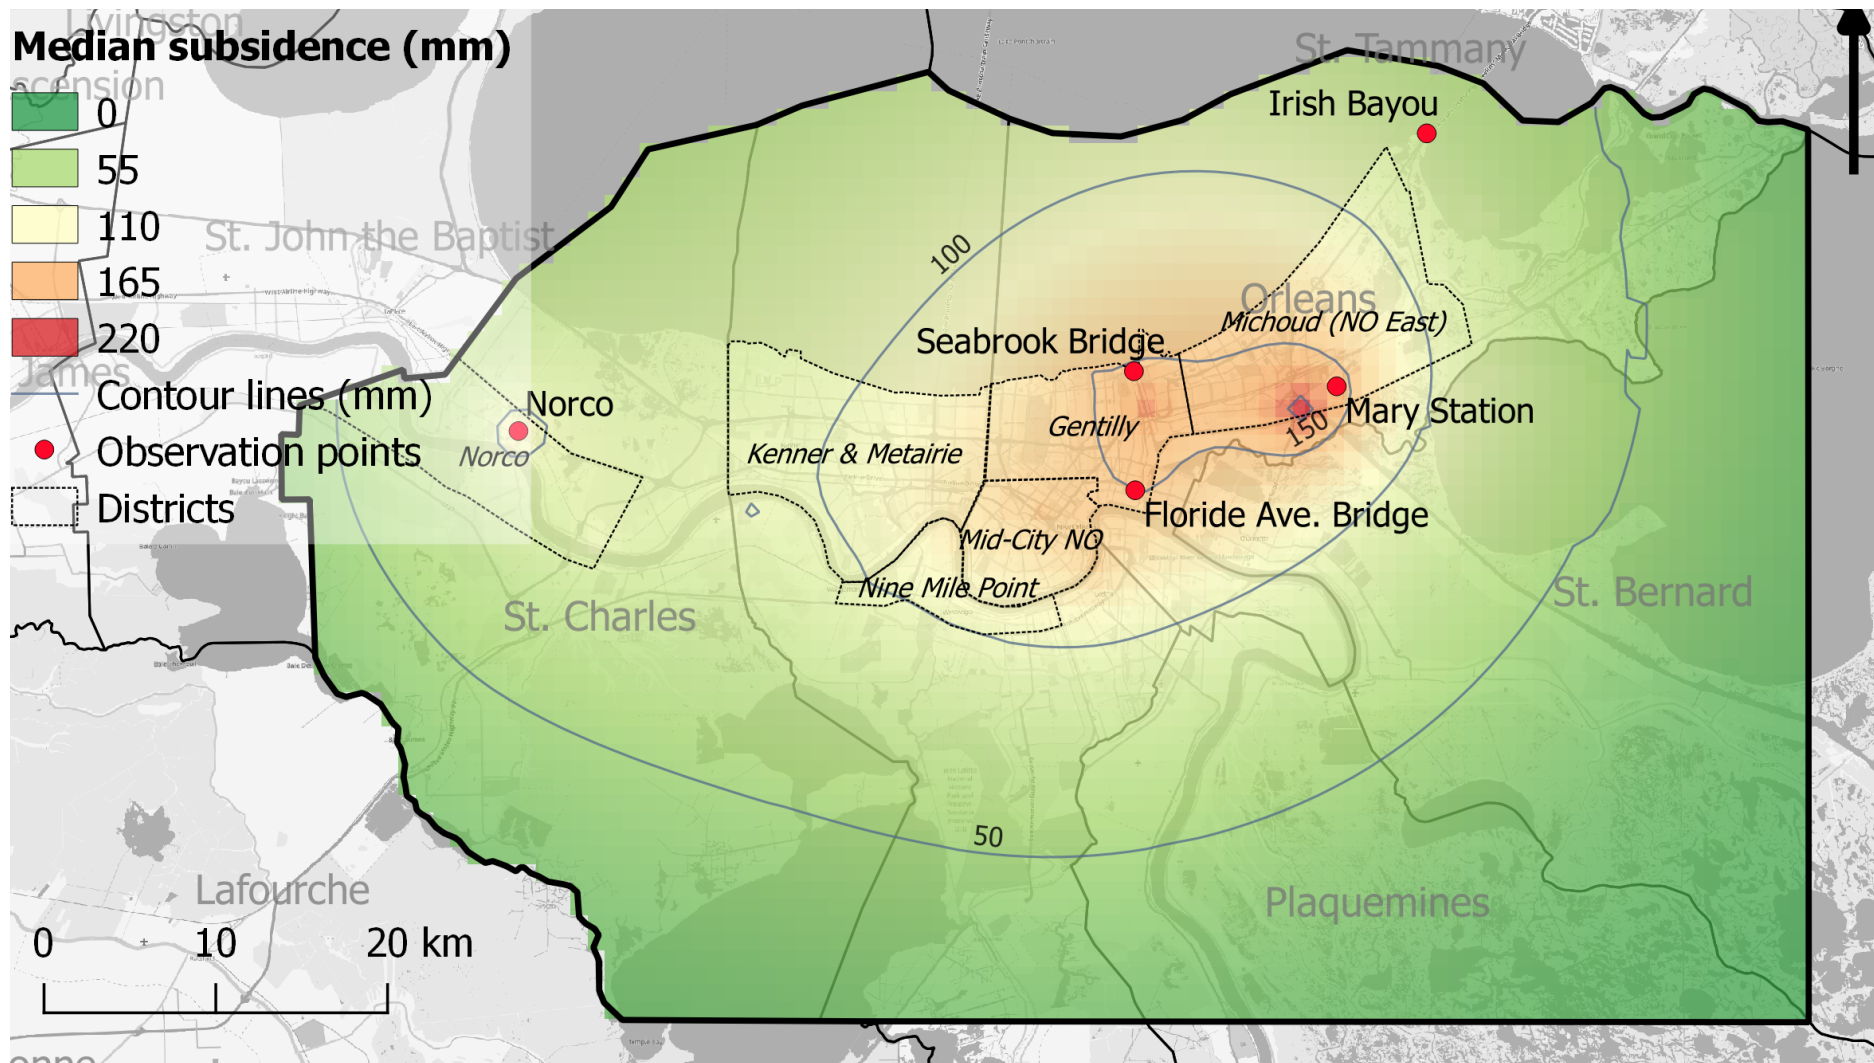 Livingston
Median subsidence (mm)
scension
0
55
110
165
220
Contour lines (mm)
Observation points
Districts
St. John the Baptist
James
St. Tammany
Irish Bayou
100
Orleans
Michoud (NO East)
Seabrook Bridge
Norco
Norco
Mary Station
Gentilly
150
Kenner & Metairie
Floride Ave. Bridge
Mid-City NO
Nine Mile Point
St. Charles
St. Bernard
50
Lafourche
Plaquemines
0 10 20 km